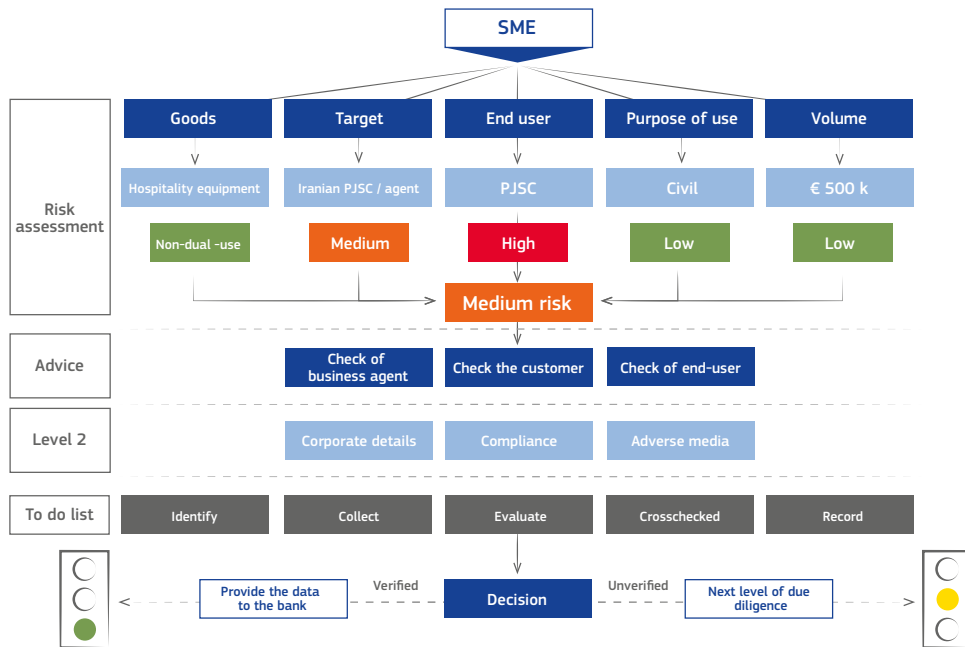 SME
Goods
Target
End user
Purpose of use
Volume
Risk
assessment
Hospitality equipment
Iranian PJSC / agent
PJSC
Civil
€ 500 k
Non-dual -use
Medium
High
Low
Low
Medium risk
Advice
Check of
business agent
Check the customer
Check of end-user
Level 2
Corporate details
Compliance
Adverse media
To do list
Identify
Collect
Evaluate
Crosschecked
Record
Provide the data
to the bank
Verified
Decision
Unverified
Next level of due
diligence